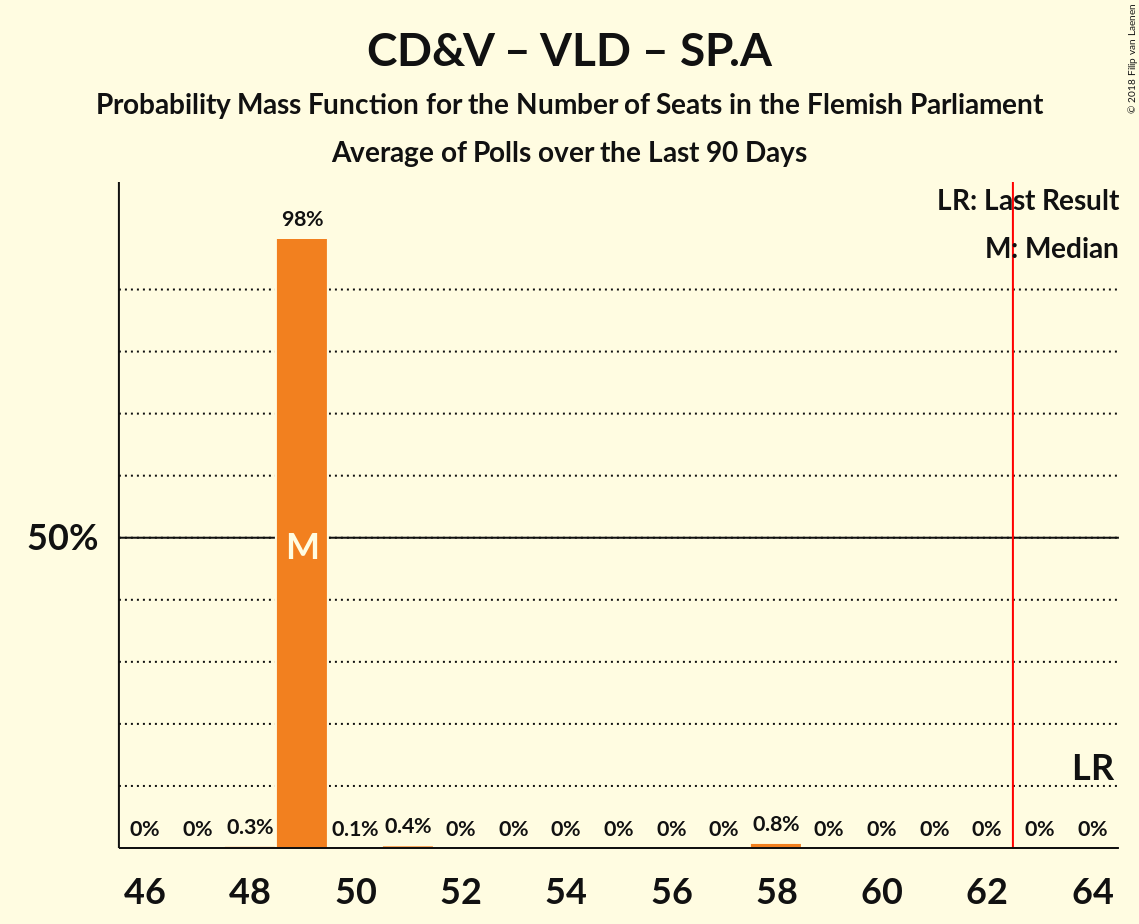 CD&V – VLD – SP.A
Probability Mass Function for the Number of Seats in the Flemish Parliament
Average of Polls over the Last 90 Days
© 2018 Filip van Laenen
LR: Last Result
M: Median
98%
50%
M
LR
0% 0% 0.3% 0.1% 0.4% 0% 0% 0% 0% 0% 0% 0.8% 0% 0% 0% 0% 0% 0%
46 48 50 52 54 56 58 60 62 64